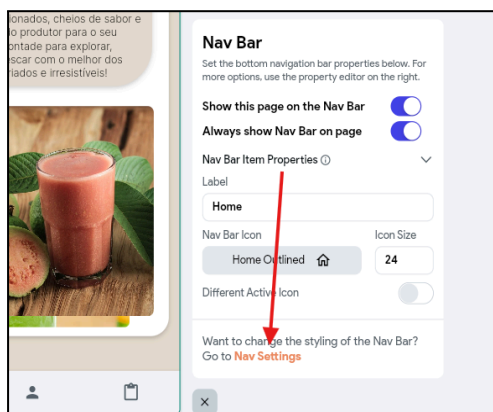 ionados, cheios de sabor e
o produtor para o seu
ontade para explorar,
scar com o melhor dos
riados e irresistíveis!
Nav Bar
Set the bottom navigation bar properties below. For
more options, use the property editor on the right.
Show this page on the Nav Bar
Always show Nav Bar on page
Nav Bar Item Properties
Label
Home
Nav Bar Icon
Icon Size
Home Outlined
24
Different Active Icon
Want to change the styling of the Nav Bar?
Go to Nav Settings